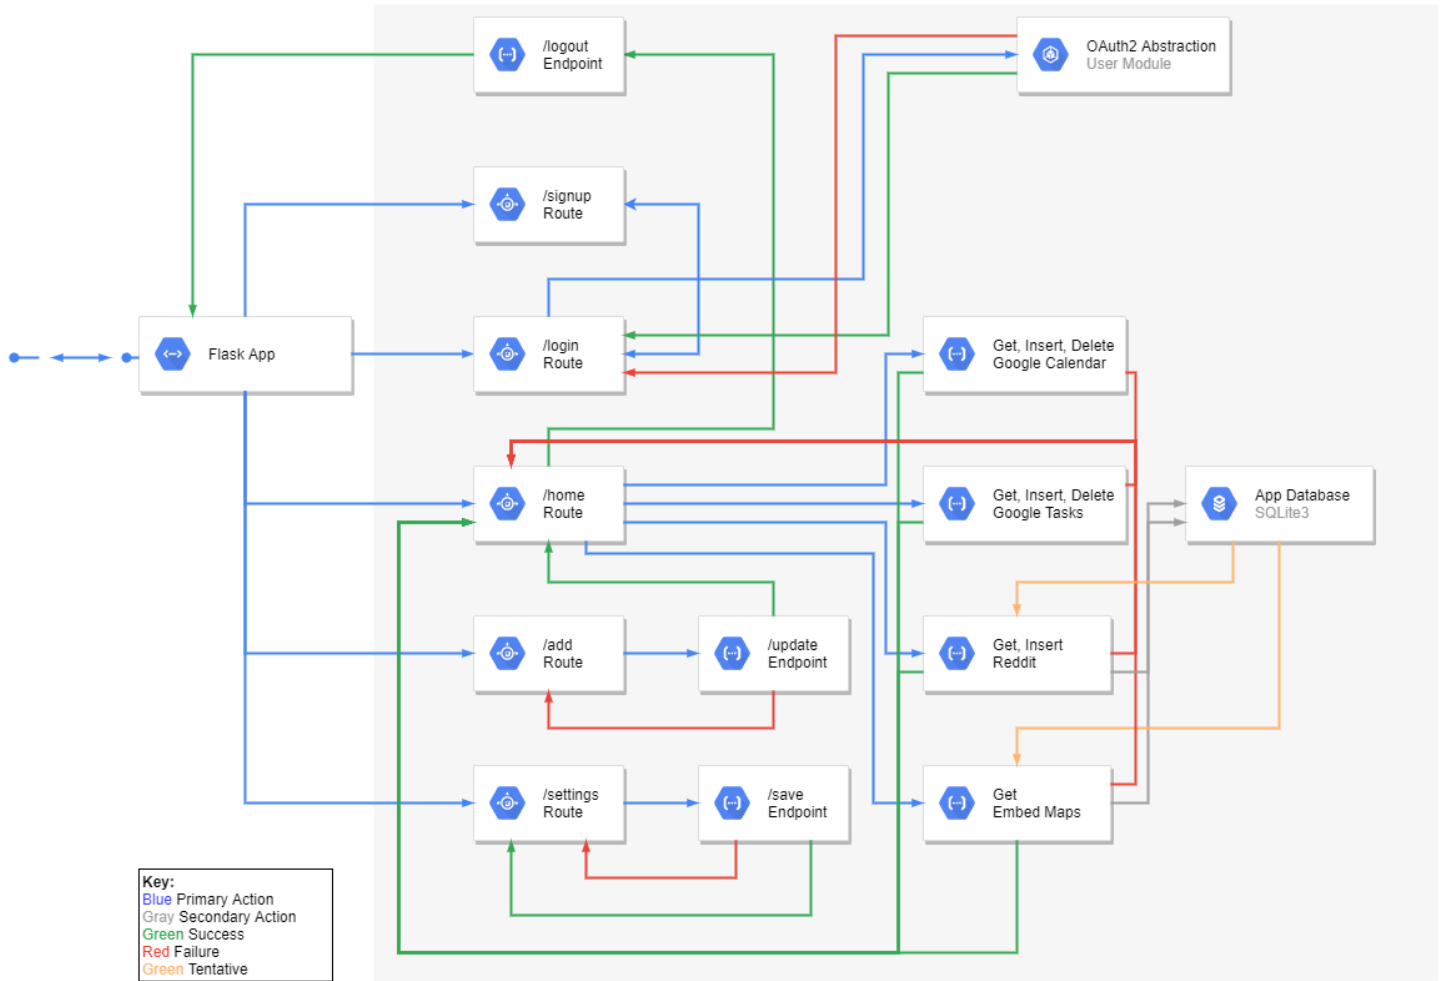 /logout
Endpoint
OAuth2 Abstraction
User Module
/signup
Route
Flask App
/login
Route
Get, Insert, Delete
Google Calendar
/home
Route
Get, Insert, Delete
Google Tasks
App Database
SQLite3
/add
Route
/update
Endpoint
Get, Insert
Reddit
/settings
Route
/save
Endpoint
Get
Embed Maps
Key:
Blue Primary Action
Gray Secondary Action
Green Success
Red Failure
Green Tentative